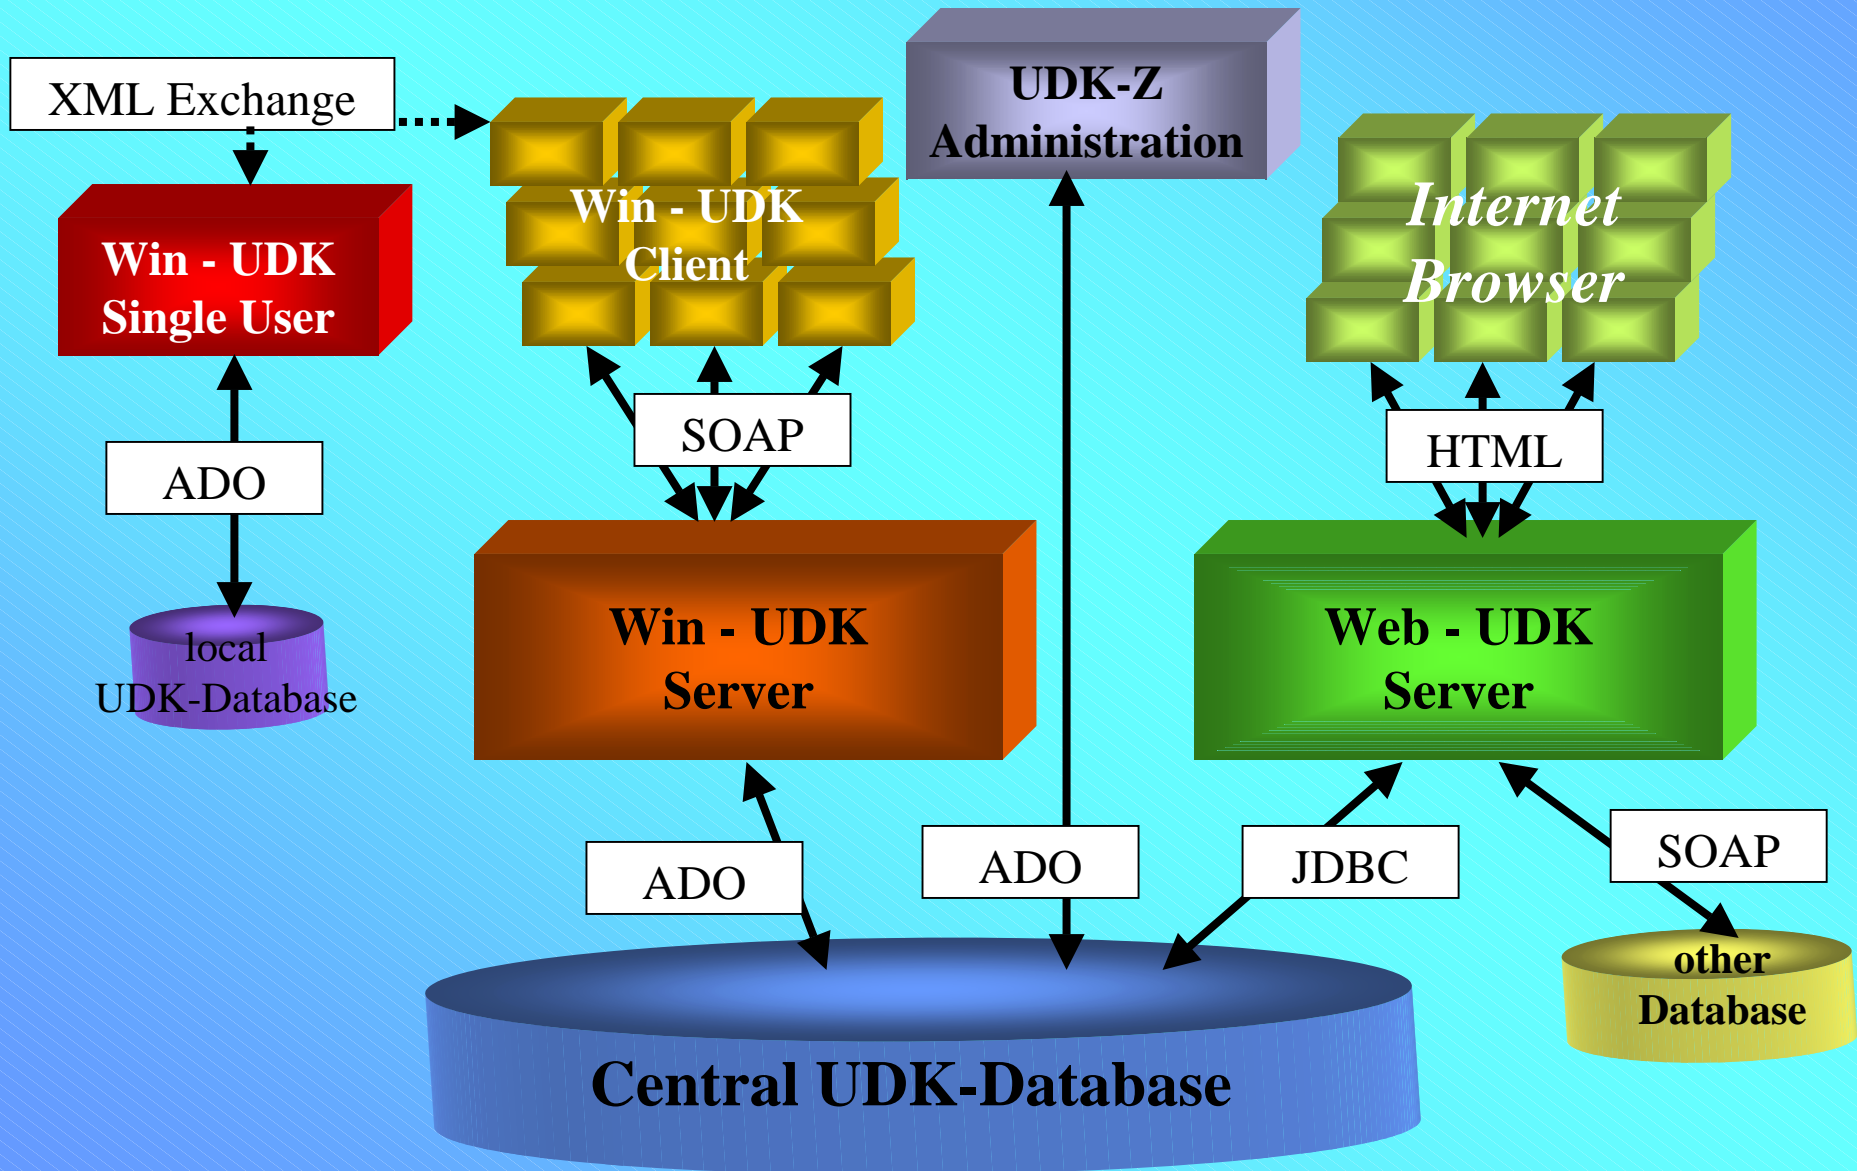 XML Exchange
UDK-Z
Administration
Win - UDK
Client
Internet
Browser
Win - UDK
Single User
SOAP
HTML
ADO
local
UDK-Database
Win - UDK
Server
Web - UDK
Server
ADO
ADO
JDBC
SOAP
other
Database
Central UDK-Database